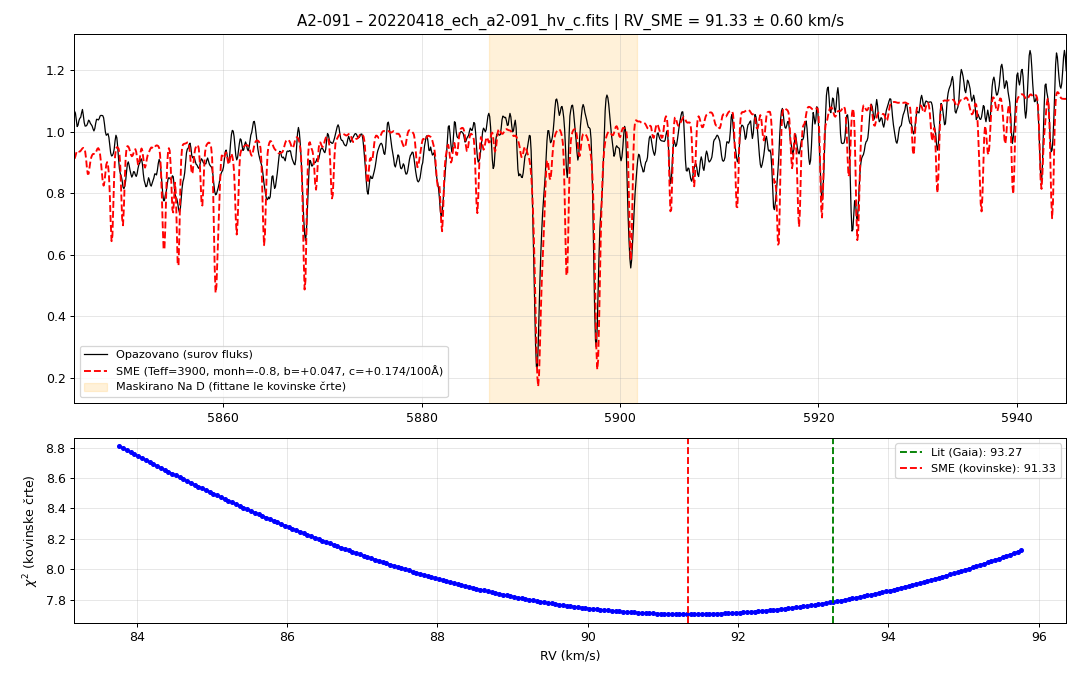 A2-091 – 20220418_ech_a2-091_hv_c.fits | RV_SME = 91.33 ± 0.60 km/s
1.2
1.0
0.8
0.6
0.4
0.2
Opazovano (surov fluks)
SME (Teff=3900, monh=-0.8, b=+0.047, c=+0.174/100Å)
Maskirano Na D (fittane le kovinske črte)
5860 5880 5900 5920 5940
8.8
8.6
8.4
8.2
8.0
7.8
χ² (kovinske črte)
Lit (Gaia): 93.27
SME (kovinske): 91.33
84 86 88 90 92 94 96
RV (km/s)